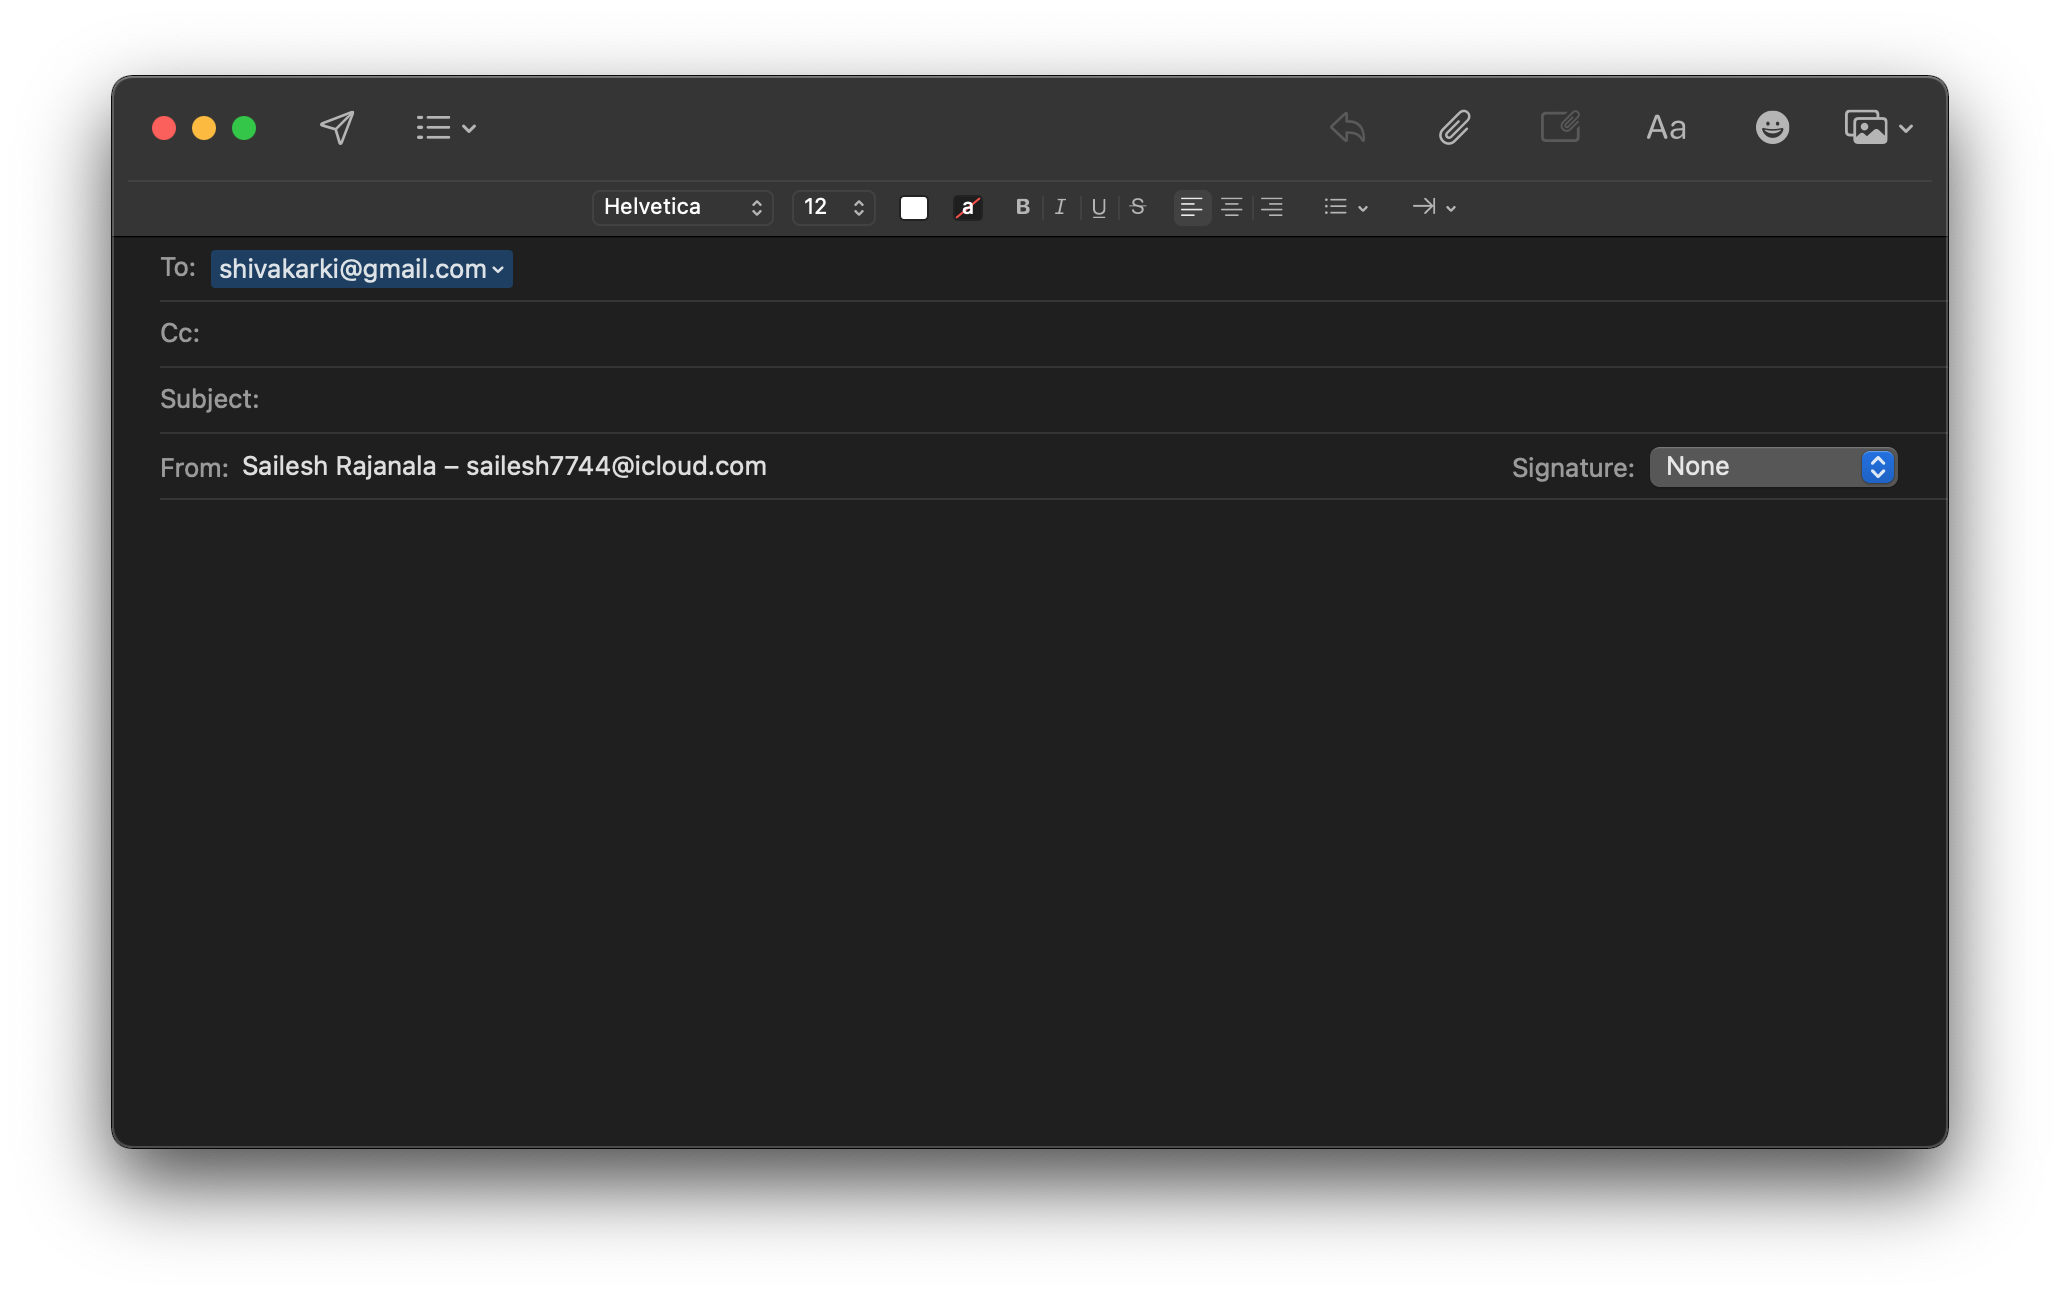 Aa
Helvetica 12 a B I U S
To: shivakarki@gmail.com
Cc:
Subject:
From: Sailesh Rajanala – sailesh7744@icloud.com Signature: None